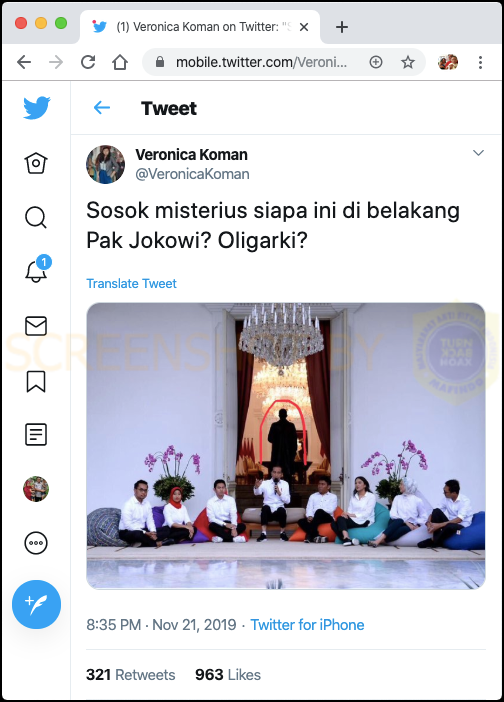 (1) Veronica Koman on Twitter: "S
mobile.twitter.com/Veroni...
Tweet
Veronica Koman
@VeronicaKoman
Sosok misterius siapa ini di belakang
Pak Jokowi? Oligarki?
Translate Tweet
1
SCREENSHOT BY
TURN
BACK
HOAX
MAFINDO
8:35 PM · Nov 21, 2019 · Twitter for iPhone
321 Retweets 963 Likes